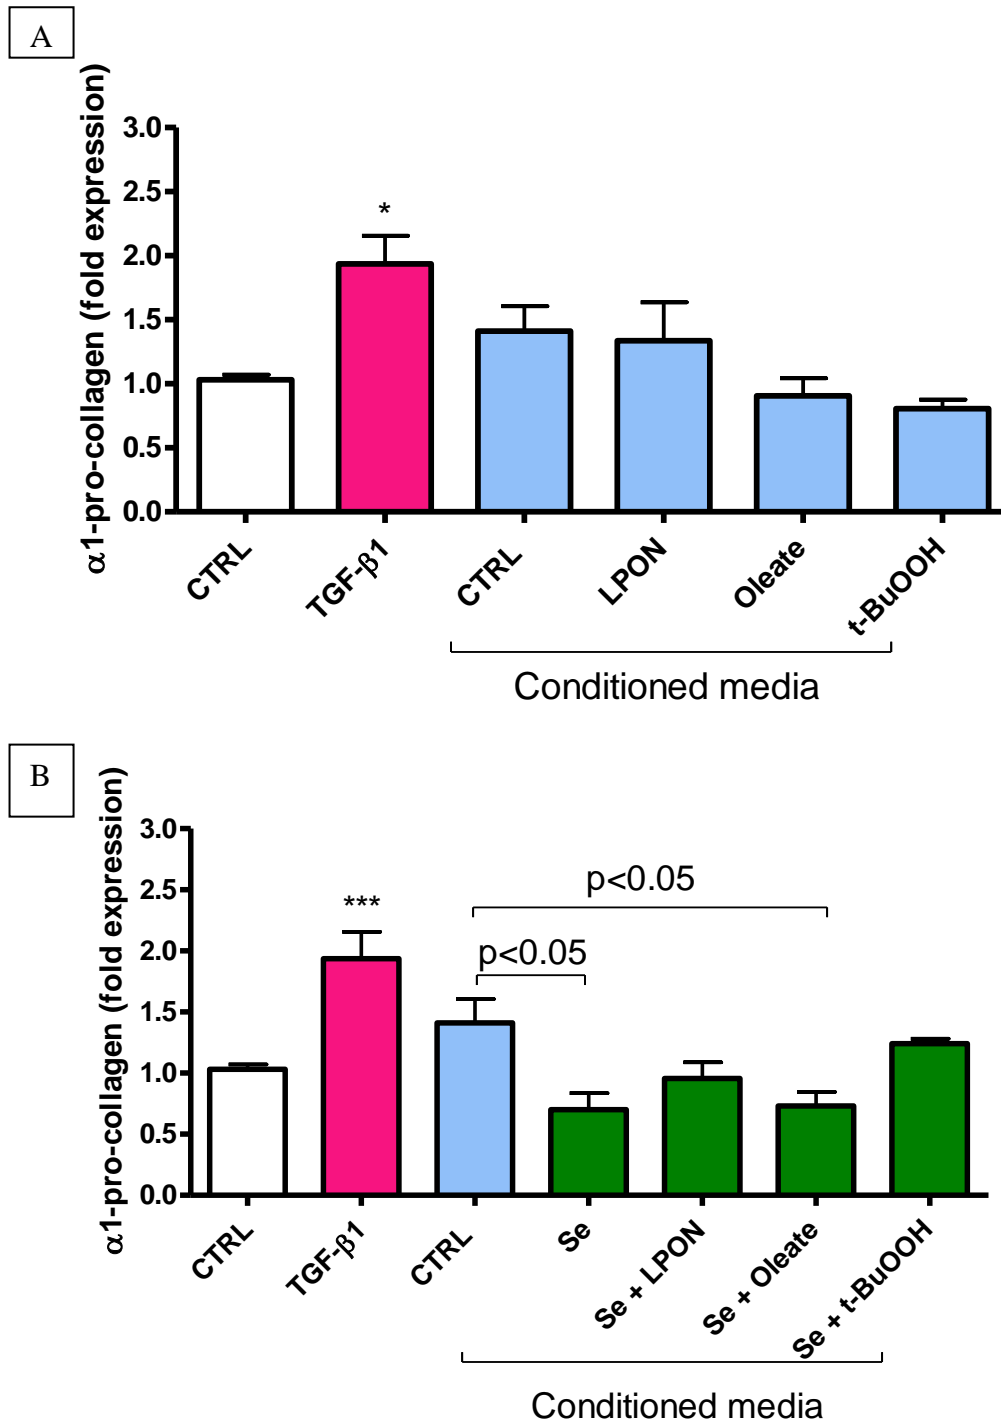 A
α1-pro-collagen (fold expression)
3.0
2.5
2.0
1.5
1.0
0.5
0.0
*
CTRL
TGF-β1
CTRL
LPON
Oleate
t-BuOOH
Conditioned media
B
α1-pro-collagen (fold expression)
3.0
2.5
2.0
1.5
1.0
0.5
0.0
***
p<0.05
p<0.05
CTRL
TGF-β1
CTRL
Se
Se + LPON
Se + Oleate
Se + t-BuOOH
Conditioned media